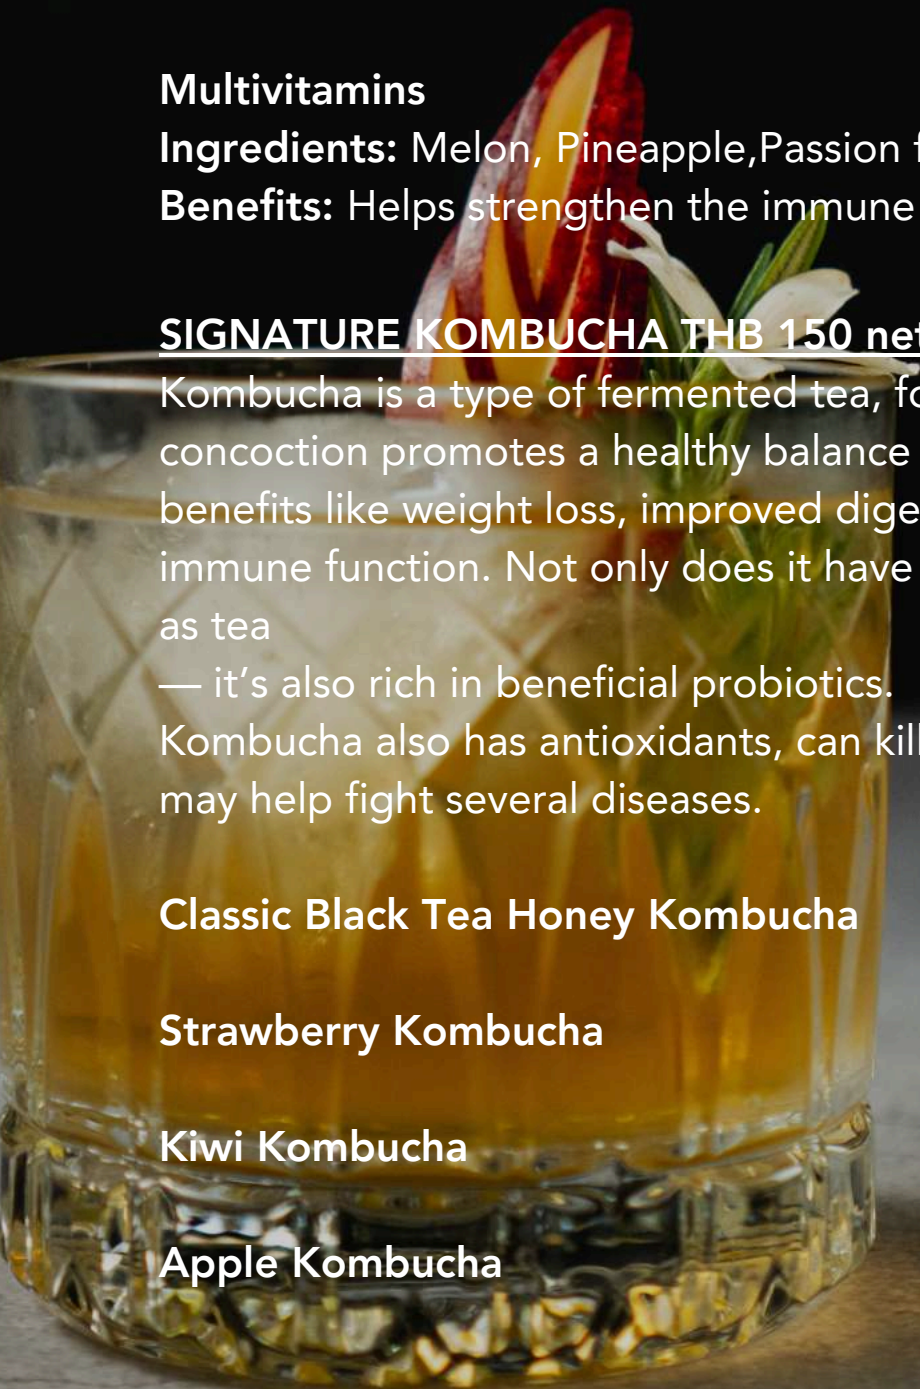 Multivitamins
Ingredients: Melon, Pineapple,Passion
Benefits: Helps strengthen the immune
SIGNATURE KOMBUCHA THB 150 net
Kombucha is a type of fermented tea,
concoction promotes a healthy balance
benefits like weight loss, improved
immune function. Not only does it have
as tea
— it’s also rich in beneficial probiotics.
Kombucha also has antioxidants, can kill
may help fight several diseases.
Classic Black Tea Honey Kombucha
Strawberry Kombucha
Kiwi Kombucha
Apple Kombucha